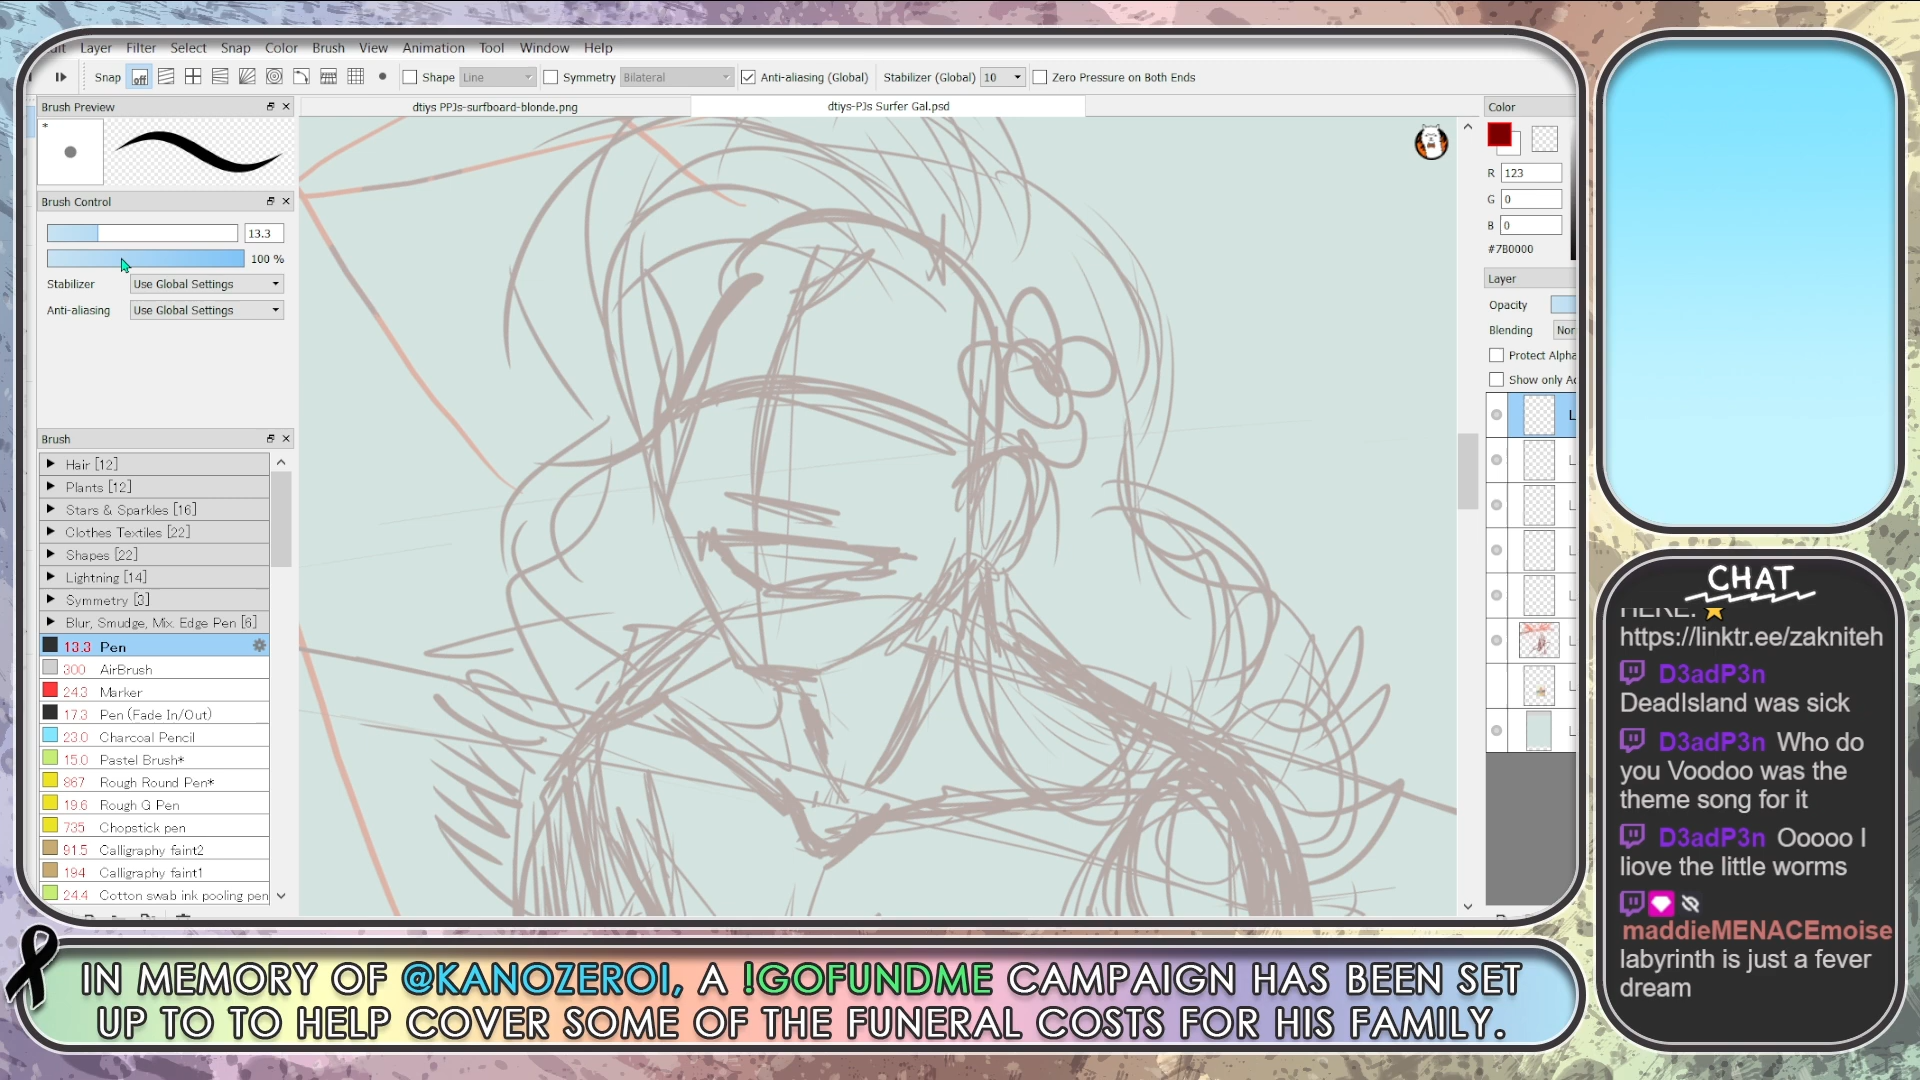 Layer Filter Select Snap Color Brush View Animation Tool Window Help
Snap off Shape Line Symmetry Bilateral Anti-aliasing (Global) Stabilizer (Global) 10 Zero Pressure on Both Ends
Brush Preview
dtiys PPJs-surfboard-blonde.png
dtiys-PJs Surfer Gal.psd
*
Brush Control
13.3
100 %
Stabilizer Use Global Settings
Anti-aliasing Use Global Settings
Brush
Hair [12]
Plants [12]
Stars & Sparkles [16]
Clothes Textiles [22]
Shapes [22]
Lightning [14]
Symmetry [3]
Blur, Smudge, Mix. Edge Pen [6]
13.3 Pen
300 AirBrush
24.3 Marker
17.3 Pen (Fade In/Out)
23.0 Charcoal Pencil
15.0 Pastel Brush*
867 Rough Round Pen*
19.6 Rough G Pen
735 Chopstick pen
91.5 Calligraphy faint2
194 Calligraphy faint1
24.4 Cotton swab ink pooling pen
Color
R 123
G 0
B 0
#7B0000
Layer
Opacity
Blending Nor
Protect Alpha
Show only Ad
CHAT
HERE:
https://linktr.ee/zakniteh
D3adP3n
DeadIsland was sick
D3adP3n Who do
you Voodoo was the
theme song for it
D3adP3n Ooooo I
liove the little worms
maddieMENACEmoise
labyrinth is just a fever
dream
IN MEMORY OF @KANOZEROI, A !GOFUNDME CAMPAIGN HAS BEEN SET
UP TO TO HELP COVER SOME OF THE FUNERAL COSTS FOR HIS FAMILY.